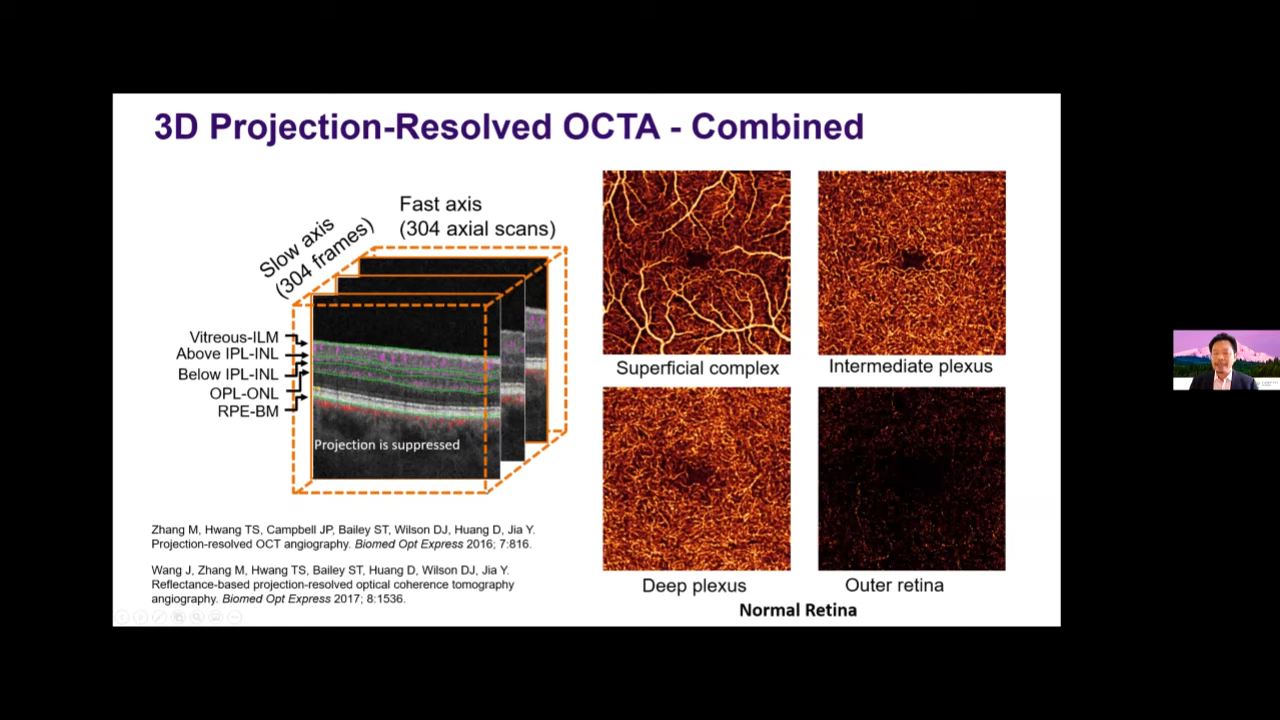 3D Projection-Resolved OCTA - Combined
Fast axis
(304 axial scans)
Slow axis
(304 frames)
Vitreous-ILM
Above IPL-INL
Below IPL-INL
OPL-ONL
RPE-BM
Projection is suppressed
Superficial complex
Intermediate plexus
Deep plexus
Outer retina
Normal Retina
Zhang M, Hwang TS, Campbell JP, Bailey ST, Wilson DJ, Huang D, Jia Y.
Projection-resolved OCT angiography. Biomed Opt Express 2016; 7:816.
Wang J, Zhang M, Hwang TS, Bailey ST, Huang D, Wilson DJ, Jia Y.
Reflectance-based projection-resolved optical coherence tomography
angiography. Biomed Opt Express 2017; 8:1536.